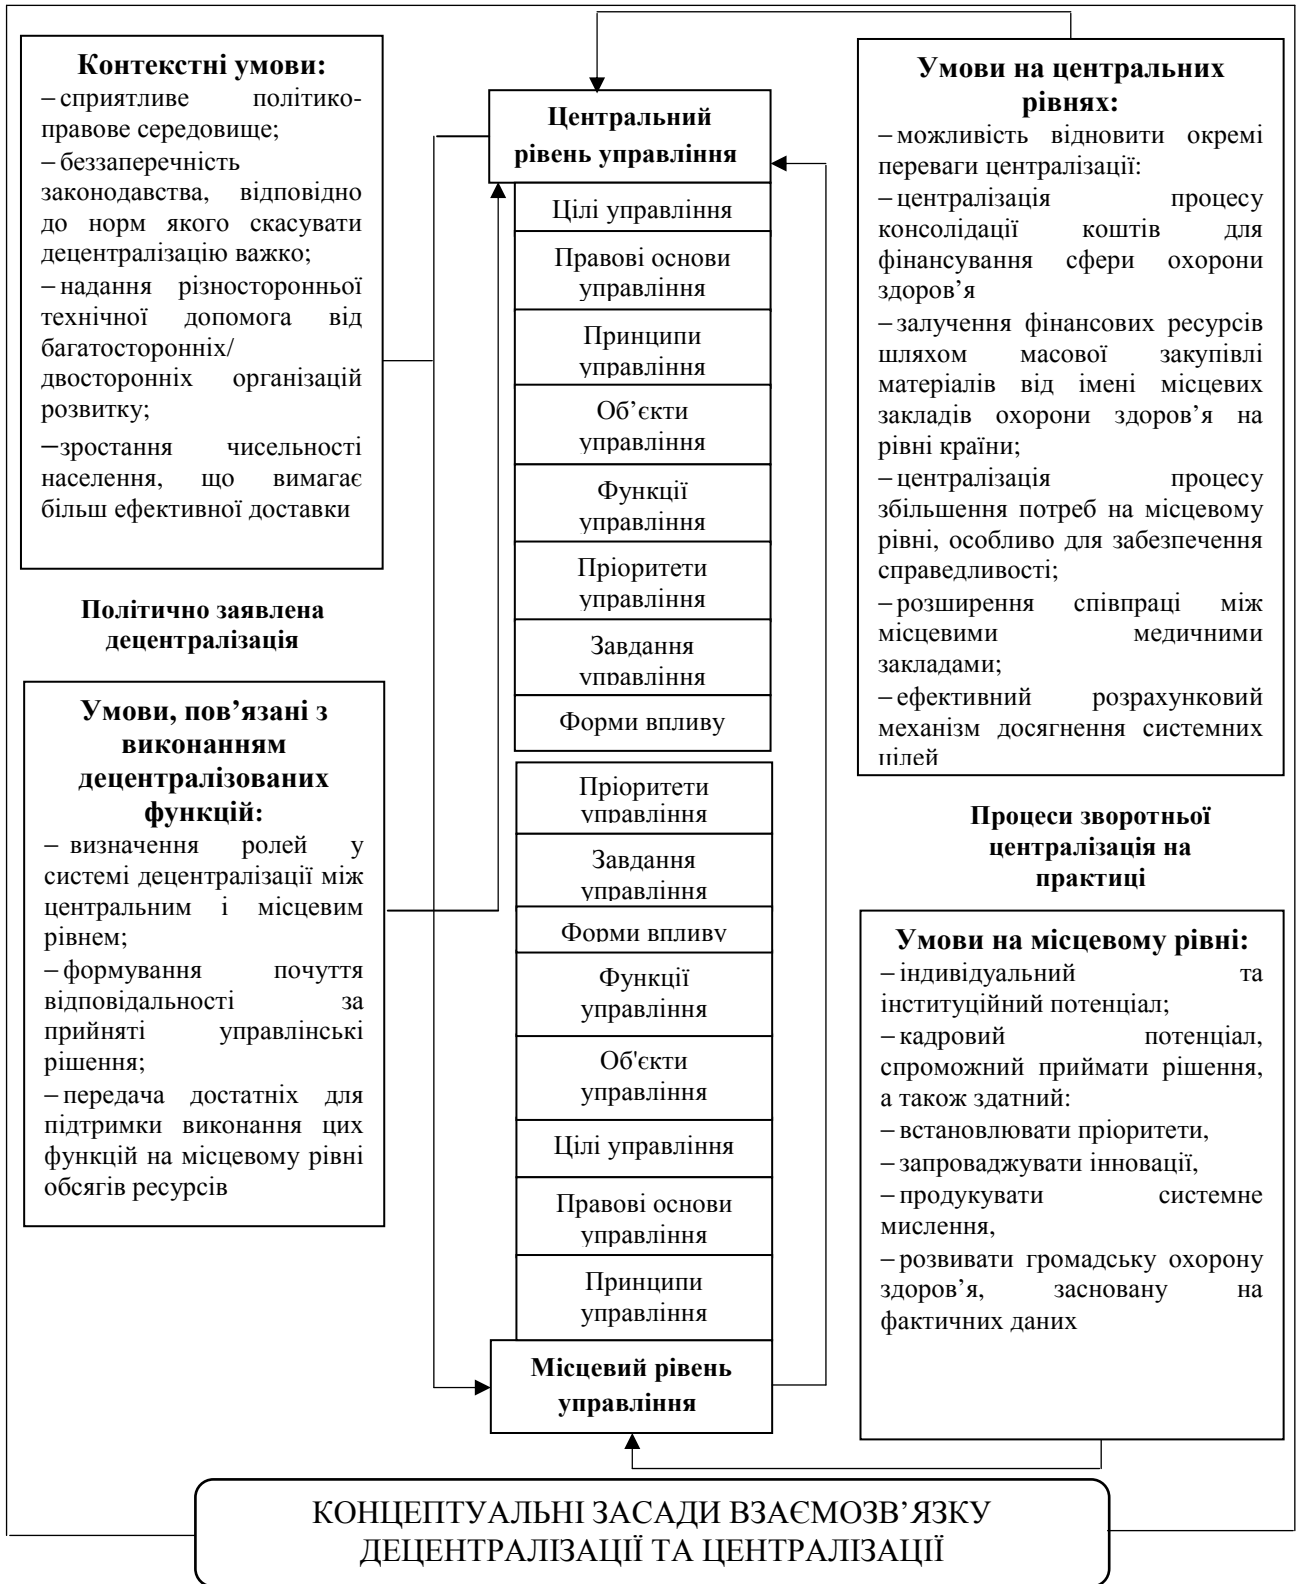 Контекстні умови:
– сприятливе політико-
правове середовище;
– беззаперечність
законодавства, відповідно
до норм якого скасувати
децентралізацію важко;
– надання різносторонньої
технічної допомога від
багатосторонніх/
двосторонніх організацій
розвитку;
– зростання чисельності
населення, що вимагає
більш ефективної доставки
Політично заявлена
децентралізація
Умови, пов’язані з
виконанням
децентралізованих
функцій:
– визначення ролей у
системі децентралізації між
центральним і місцевим
рівнем;
– формування почуття
відповідальності за
прийняті управлінські
рішення;
– передача достатніх для
підтримки виконання цих
функцій на місцевому рівні
обсягів ресурсів
Центральний
рівень управління
Цілі управління
Правові основи
управління
Принципи
управління
Об’єкти
управління
Функції
управління
Пріоритети
управління
Завдання
управління
Форми впливу
Пріоритети
управління
Завдання
управління
Форми впливу
Функції
управління
Об'єкти
управління
Цілі управління
Правові основи
управління
Принципи
управління
Місцевий рівень
управління
Умови на центральних
рівнях:
– можливість відновити окремі
переваги централізації:
– централізація процесу
консолідації коштів для
фінансування сфери охорони
здоров’я
– залучення фінансових ресурсів
шляхом масової закупівлі
матеріалів від імені місцевих
закладів охорони здоров’я на
рівні країни;
– централізація процесу
збільшення потреб на місцевому
рівні, особливо для забезпечення
справедливості;
– розширення співпраці між
місцевими медичними
закладами;
– ефективний розрахунковий
механізм досягнення системних
цілей
Процеси зворотньої
централізація на
практиці
Умови на місцевому рівні:
– індивідуальний та
інституційний потенціал;
– кадровий потенціал,
спроможний приймати рішення,
а також здатний:
– встановлювати пріоритети,
– запроваджувати інновації,
– продукувати системне
мислення,
– розвивати громадську охорону
здоров’я, засновану на
фактичних даних
КОНЦЕПТУАЛЬНІ ЗАСАДИ ВЗАЄМОЗВ’ЯЗКУ
ДЕЦЕНТРАЛІЗАЦІЇ ТА ЦЕНТРАЛІЗАЦІЇ